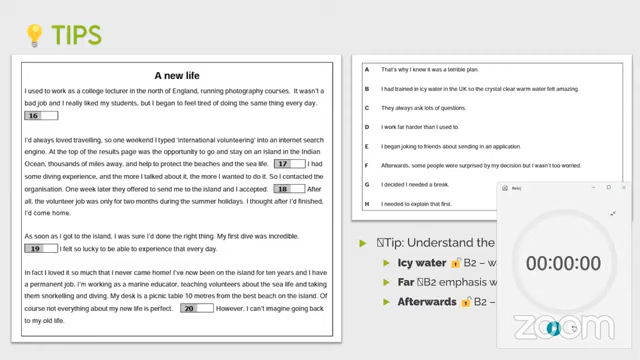 TIPS
A new life
I used to work as a college lecturer in the north of England, running photography courses. It wasn't a
bad job and I really liked my students, but I began to feel tired of doing the same thing every day.
16
I'd always loved travelling, so one weekend I typed 'international volunteering' into an internet search
engine. At the top of the results page was the opportunity to go and stay on an island in the Indian
Ocean, thousands of miles away, and help to protect the beaches and the sea life. 17 I had
some diving experience, and the more I talked about it, the more I wanted to do it. So I contacted the
organisation. One week later they offered to send me to the island and I accepted. 18 After
all, the volunteer job was only for two months during the summer holidays. I thought after I'd finished,
I'd come home.
As soon as I got to the island, I was sure I'd done the right thing. My first dive was incredible.
19 I felt so lucky to be able to experience that every day.
In fact I loved it so much that I never came home! I've now been on the island for ten years and I have
a permanent job. I'm working as a marine educator, teaching volunteers about the sea life and taking
them snorkelling and diving. My desk is a picnic table 10 metres from the best beach on the island. Of
course not everything about my new life is perfect. 20 However, I can't imagine going back
to my old life.
A That's why I knew it was a terrible plan.
B I had trained in icy water in the UK so the crystal clear warm water felt amazing.
C They always ask lots of questions.
D I work far harder than I used to.
E I began joking to friends about sending in an application.
F Afterwards, some people were surprised by my decision but I wasn't too worried.
G I decided I needed a break.
H I needed to explain that first.
Tip: Understand the
Icy water B2 – w
Far B2 emphasis w
Afterwards B2 –
00:00:00
zoom